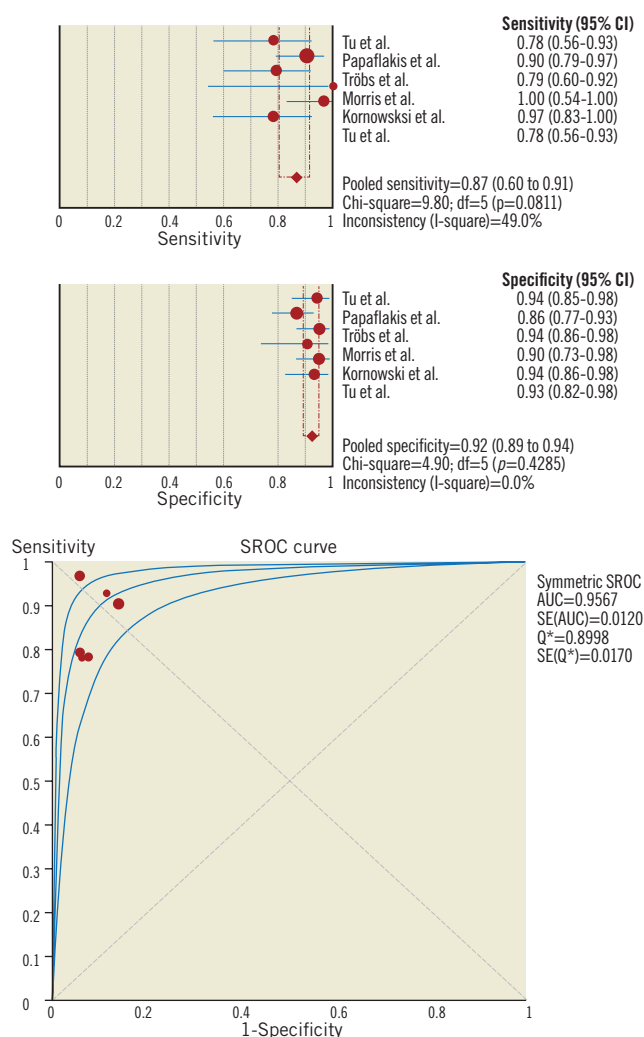 Sensitivity (95% CI)
Tu et al. 0.78 (0.56-0.93)
Papaflakis et al. 0.90 (0.79-0.97)
Tröbs et al. 0.79 (0.60-0.92)
Morris et al. 1.00 (0.54-1.00)
Kornowsksi et al. 0.97 (0.83-1.00)
Tu et al. 0.78 (0.56-0.93)
Pooled sensitivity=0.87 (0.60 to 0.91)
Chi-square=9.80; df=5 (p=0.0811)
Inconsistency (I-square)=49.0%
0 0.2 0.4 0.6 0.8 1
Sensitivity
Specificity (95% CI)
Tu et al. 0.94 (0.85-0.98)
Papaflakis et al. 0.86 (0.77-0.93)
Tröbs et al. 0.94 (0.86-0.98)
Morris et al. 0.90 (0.73-0.98)
Kornowski et al. 0.94 (0.86-0.98)
Tu et al. 0.93 (0.82-0.98)
Pooled specificity=0.92 (0.89 to 0.94)
Chi-square=4.90; df=5 (p=0.4285)
Inconsistency (I-square)=0.0%
0 0.2 0.4 0.6 0.8 1
Specificity
Sensitivity SROC curve
1
0.9
0.8
0.7
0.6
0.5
0.4
0.3
0.2
0.1
0
Symmetric SROC
AUC=0.9567
SE(AUC)=0.0120
Q*=0.8998
SE(Q*)=0.0170
0 0.2 0.4 0.6 0.8 1
1-Specificity